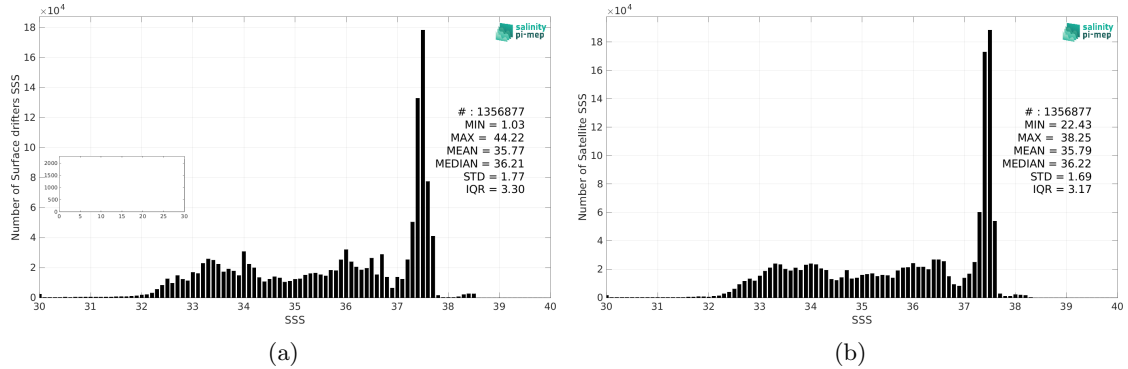 ×10⁴
18
16
14
12
10
8
6
4
2
0
Number of Surface drifters SSS
salinity
pi-mep
# : 1356877
MIN = 1.03
MAX = 44.22
MEAN = 35.77
MEDIAN = 36.21
STD = 1.77
IQR = 3.30
2000
1500
1000
500
0
0 5 10 15 20 25 30
30 31 32 33 34 35 36 37 38 39 40
SSS
(a)
×10⁴
20
18
16
14
12
10
8
6
4
2
0
Number of Satellite SSS
salinity
pi-mep
# : 1356877
MIN = 22.43
MAX = 38.25
MEAN = 35.79
MEDIAN = 36.22
STD = 1.69
IQR = 3.17
30 31 32 33 34 35 36 37 38 39 40
SSS
(b)